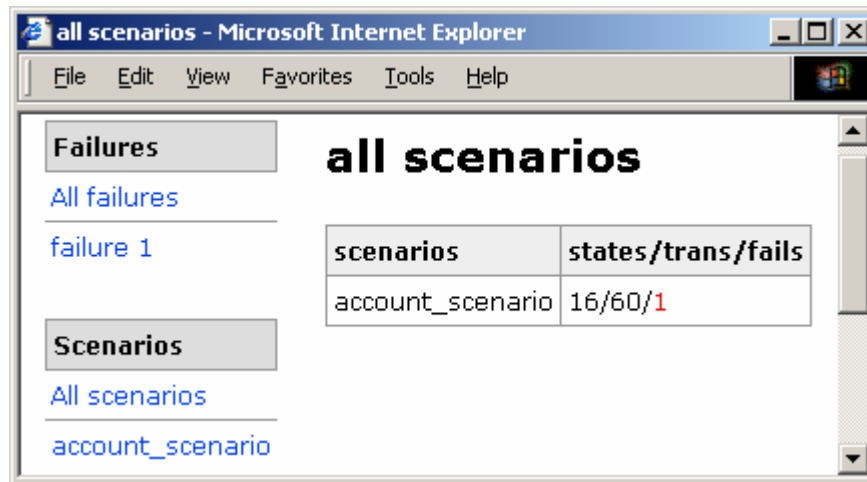 all scenarios - Microsoft Internet Explorer
File Edit View Favorites Tools Help
Failures
All failures
failure 1
Scenarios
All scenarios
account_scenario
all scenarios
scenarios states/trans/fails
account_scenario 16/60/1